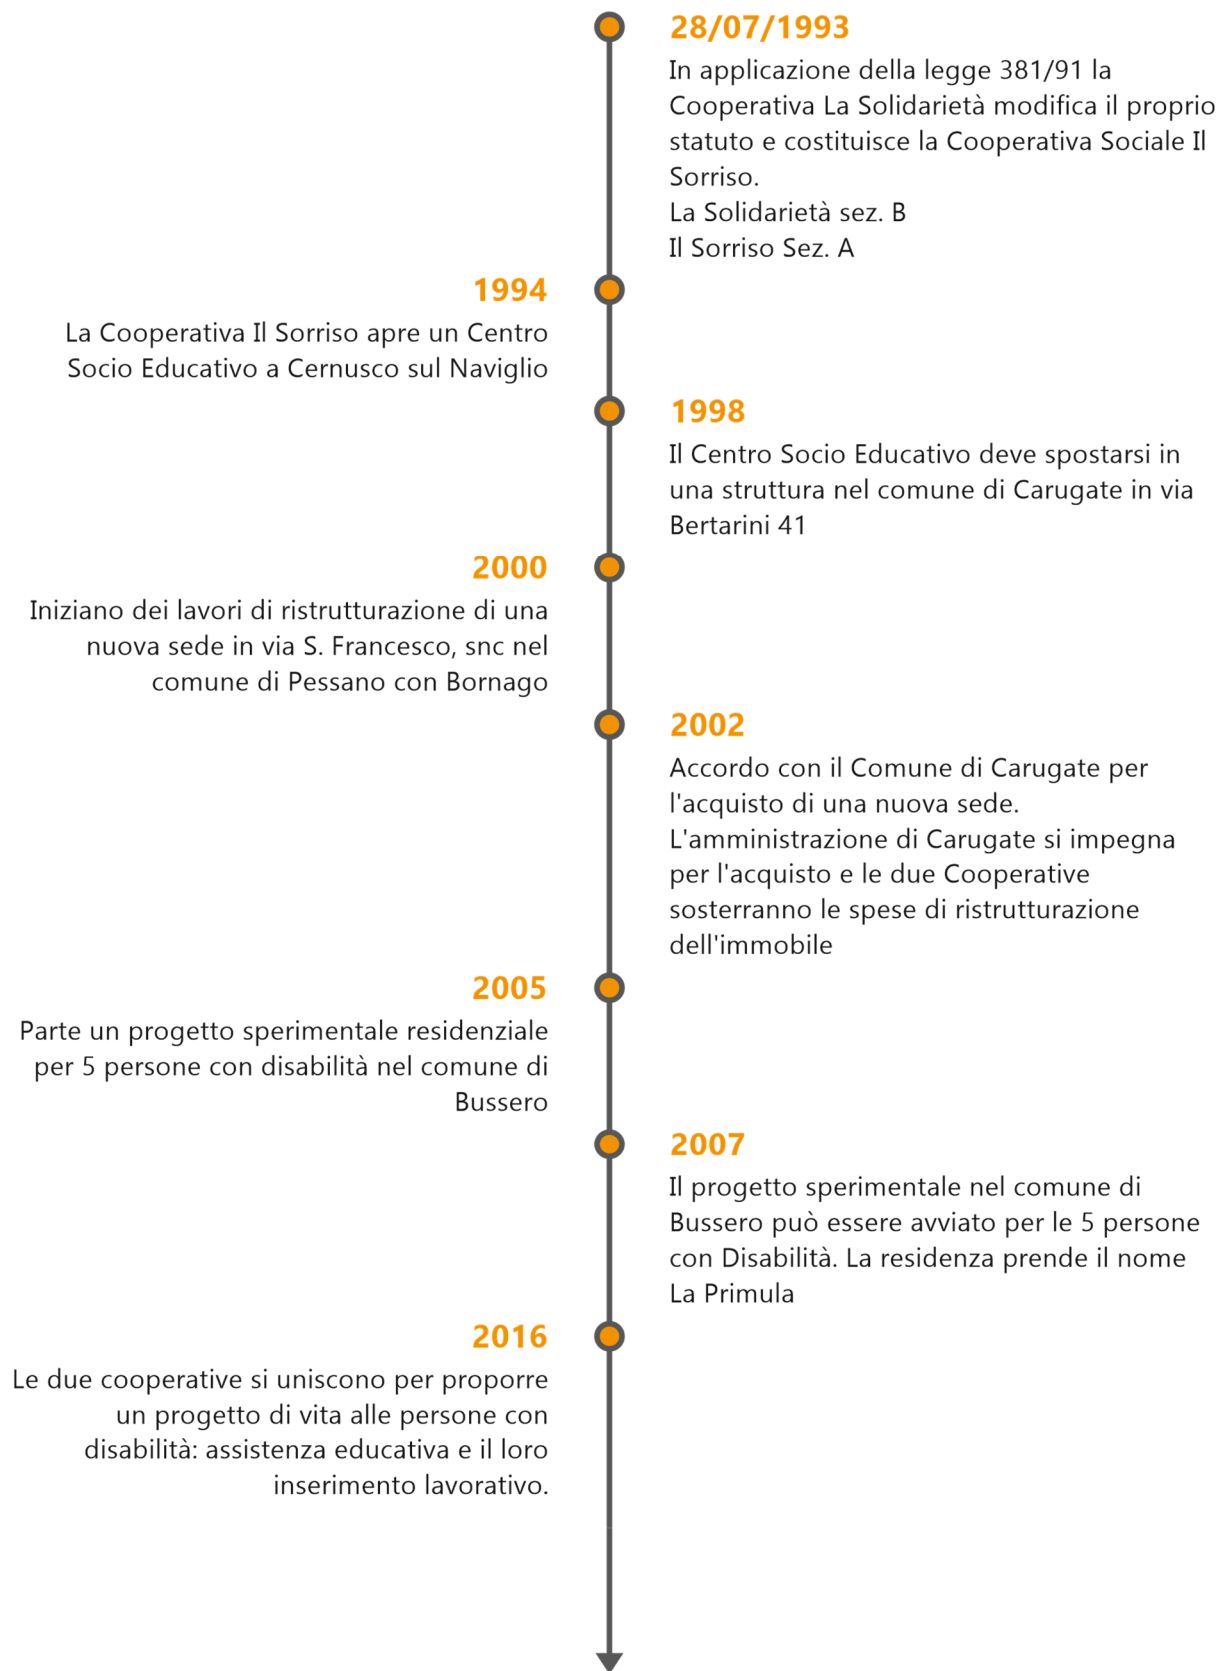 28/07/1993
In applicazione della legge 381/91 la
Cooperativa La Solidarietà modifica il proprio
statuto e costituisce la Cooperativa Sociale Il
Sorriso.
La Solidarietà sez. B
Il Sorriso Sez. A
1994
La Cooperativa Il Sorriso apre un Centro
Socio Educativo a Cernusco sul Naviglio
1998
Il Centro Socio Educativo deve spostarsi in
una struttura nel comune di Carugate in via
Bertarini 41
2000
Iniziano dei lavori di ristrutturazione di una
nuova sede in via S. Francesco, snc nel
comune di Pessano con Bornago
2002
Accordo con il Comune di Carugate per
l'acquisto di una nuova sede.
L'amministrazione di Carugate si impegna
per l'acquisto e le due Cooperative
sosterranno le spese di ristrutturazione
dell'immobile
2005
Parte un progetto sperimentale residenziale
per 5 persone con disabilità nel comune di
Bussero
2007
Il progetto sperimentale nel comune di
Bussero può essere avviato per le 5 persone
con Disabilità. La residenza prende il nome
La Primula
2016
Le due cooperative si uniscono per proporre
un progetto di vita alle persone con
disabilità: assistenza educativa e il loro
inserimento lavorativo.